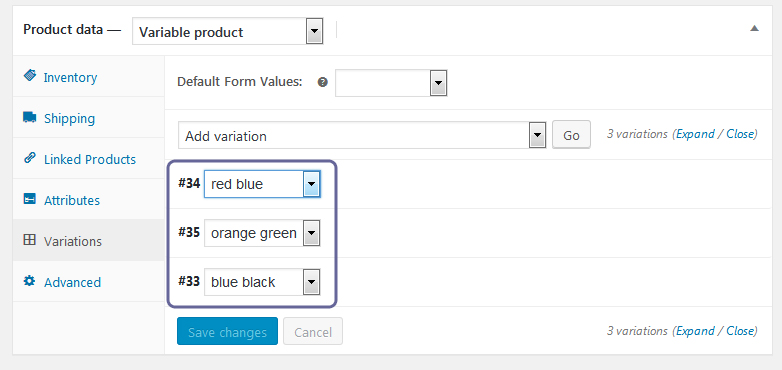 Product data — Variable product
Inventory
Shipping
Linked Products
Attributes
Variations
Advanced
Default Form Values: ?
Add variation Go 3 variations (Expand / Close)
#34 red blue
#35 orange green
#33 blue black
Save changes Cancel 3 variations (Expand / Close)